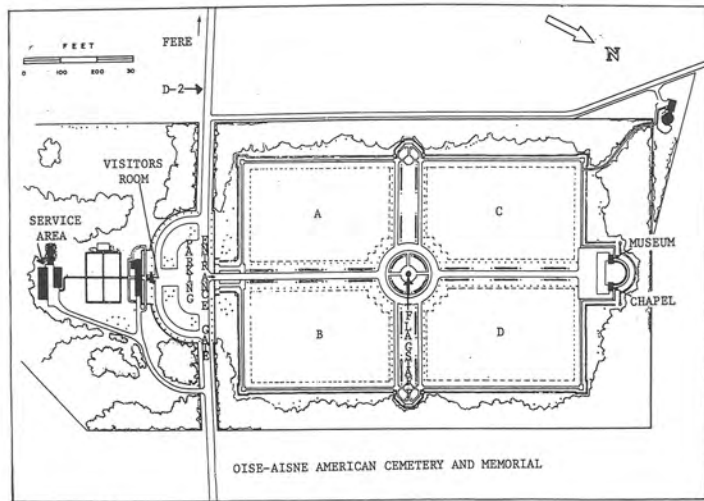 FERE
FEET
0 100 200 30
D-2
N
VISITORS
ROOM
SERVICE
AREA
PARKING
ENTRANCE GATE
A
C
MUSEUM
CHAPEL
B
FLAGSTAFF
D
OISE-AISNE AMERICAN CEMETERY AND MEMORIAL